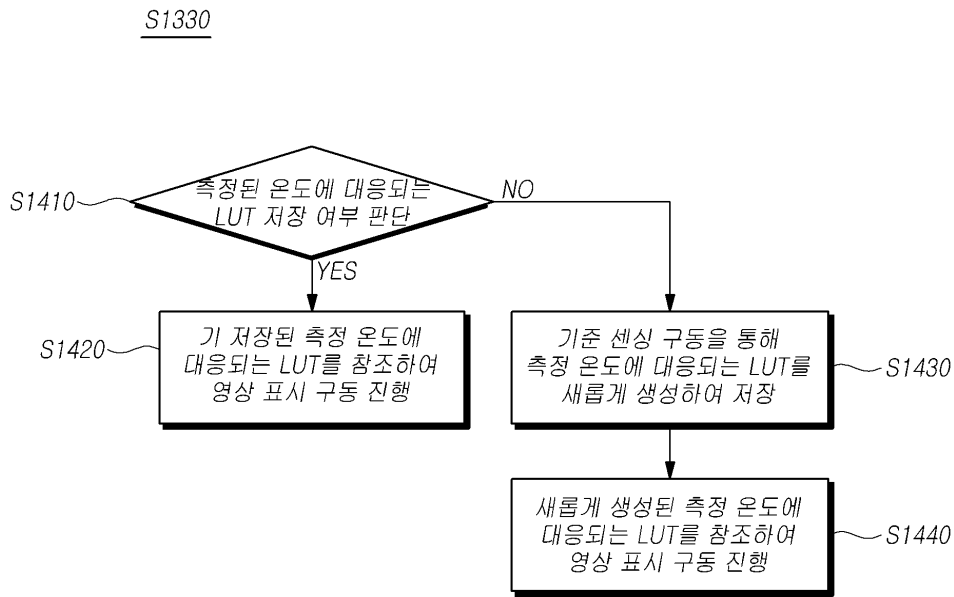 S1330
S1410
측정된 온도에 대응되는
LUT 저장 여부 판단
NO
YES
S1420
기 저장된 측정 온도에
대응되는 LUT를 참조하여
영상 표시 구동 진행
기준 센싱 구동을 통해
측정 온도에 대응되는 LUT를
새롭게 생성하여 저장
S1430
새롭게 생성된 측정 온도에
대응되는 LUT를 참조하여
영상 표시 구동 진행
S1440